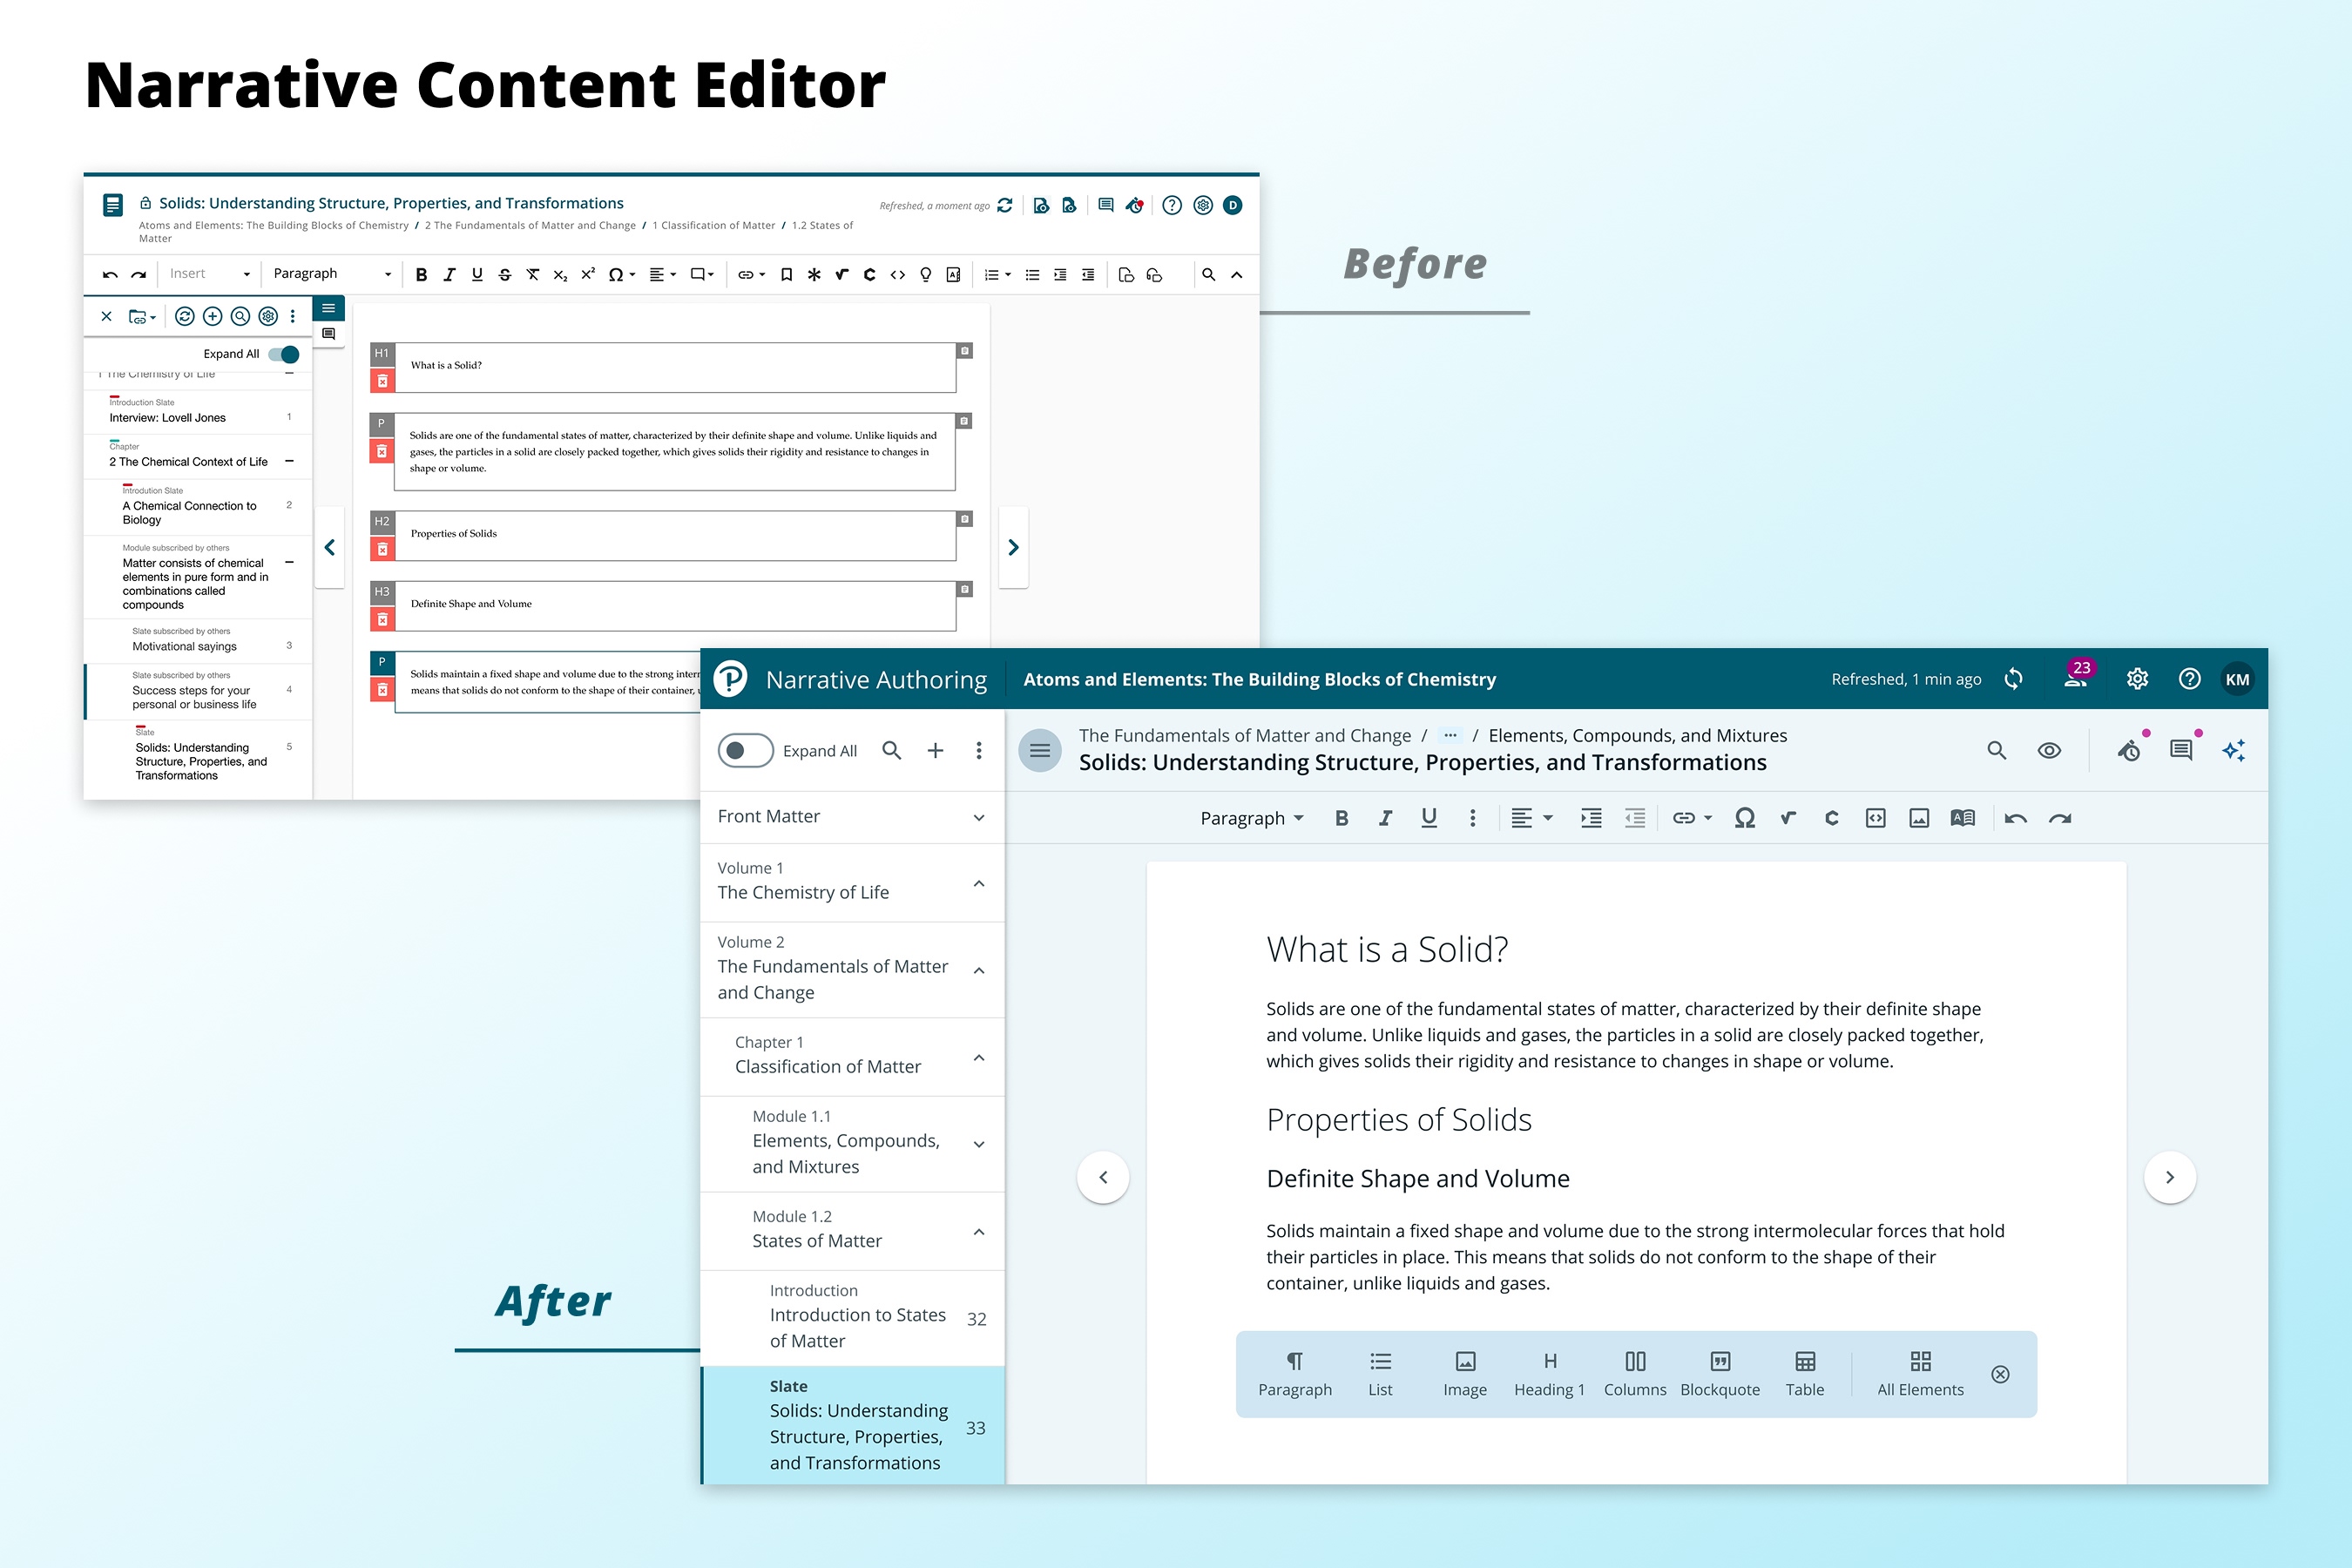 Narrative Content Editor
Solids: Understanding Structure, Properties, and Transformations
Atoms and Elements: The Building Blocks of Chemistry / 2 The Fundamentals of Matter and Change / 1 Classification of Matter / 1.2 States of
Matter
Refreshed, a moment ago
D
Before
Insert
Paragraph
B I U S
Expand All
1 The Chemistry of Life
Introduction Slate
Interview: Lovell Jones 1
Chapter
2 The Chemical Context of Life
Introdution Slate
A Chemical Connection to 2
Biology
Module subscribed by others
Matter consists of chemical
elements in pure form and in
combinations called
compounds
Slate subscribed by others
Motivational sayings 3
Slate subscribed by others
Success steps for your 4
personal or business life
Slate
Solids: Understanding 5
Structure, Properties, and
Transformations
H1
What is a Solid?
P
Solids are one of the fundamental states of matter, characterized by their definite shape and volume. Unlike liquids and
gases, the particles in a solid are closely packed together, which gives solids their rigidity and resistance to changes in
shape or volume.
H2
Properties of Solids
H3
Definite Shape and Volume
P
Solids maintain a fixed shape and volume due to the strong
means that solids do not conform to the shape of their container,
After
Narrative Authoring
Atoms and Elements: The Building Blocks of Chemistry
Refreshed, 1 min ago
23
KM
Expand All
The Fundamentals of Matter and Change / ... / Elements, Compounds, and Mixtures
Solids: Understanding Structure, Properties, and Transformations
Paragraph
B I U
Front Matter
Volume 1
The Chemistry of Life
Volume 2
The Fundamentals of Matter
and Change
Chapter 1
Classification of Matter
Module 1.1
Elements, Compounds,
and Mixtures
Module 1.2
States of Matter
Introduction
Introduction to States 32
of Matter
Slate
Solids: Understanding
Structure, Properties, 33
and Transformations
What is a Solid?
Solids are one of the fundamental states of matter, characterized by their definite shape
and volume. Unlike liquids and gases, the particles in a solid are closely packed together,
which gives solids their rigidity and resistance to changes in shape or volume.
Properties of Solids
Definite Shape and Volume
Solids maintain a fixed shape and volume due to the strong intermolecular forces that hold
their particles in place. This means that solids do not conform to the shape of their
container, unlike liquids and gases.
Paragraph
List
Image
Heading 1
Columns
Blockquote
Table
All Elements